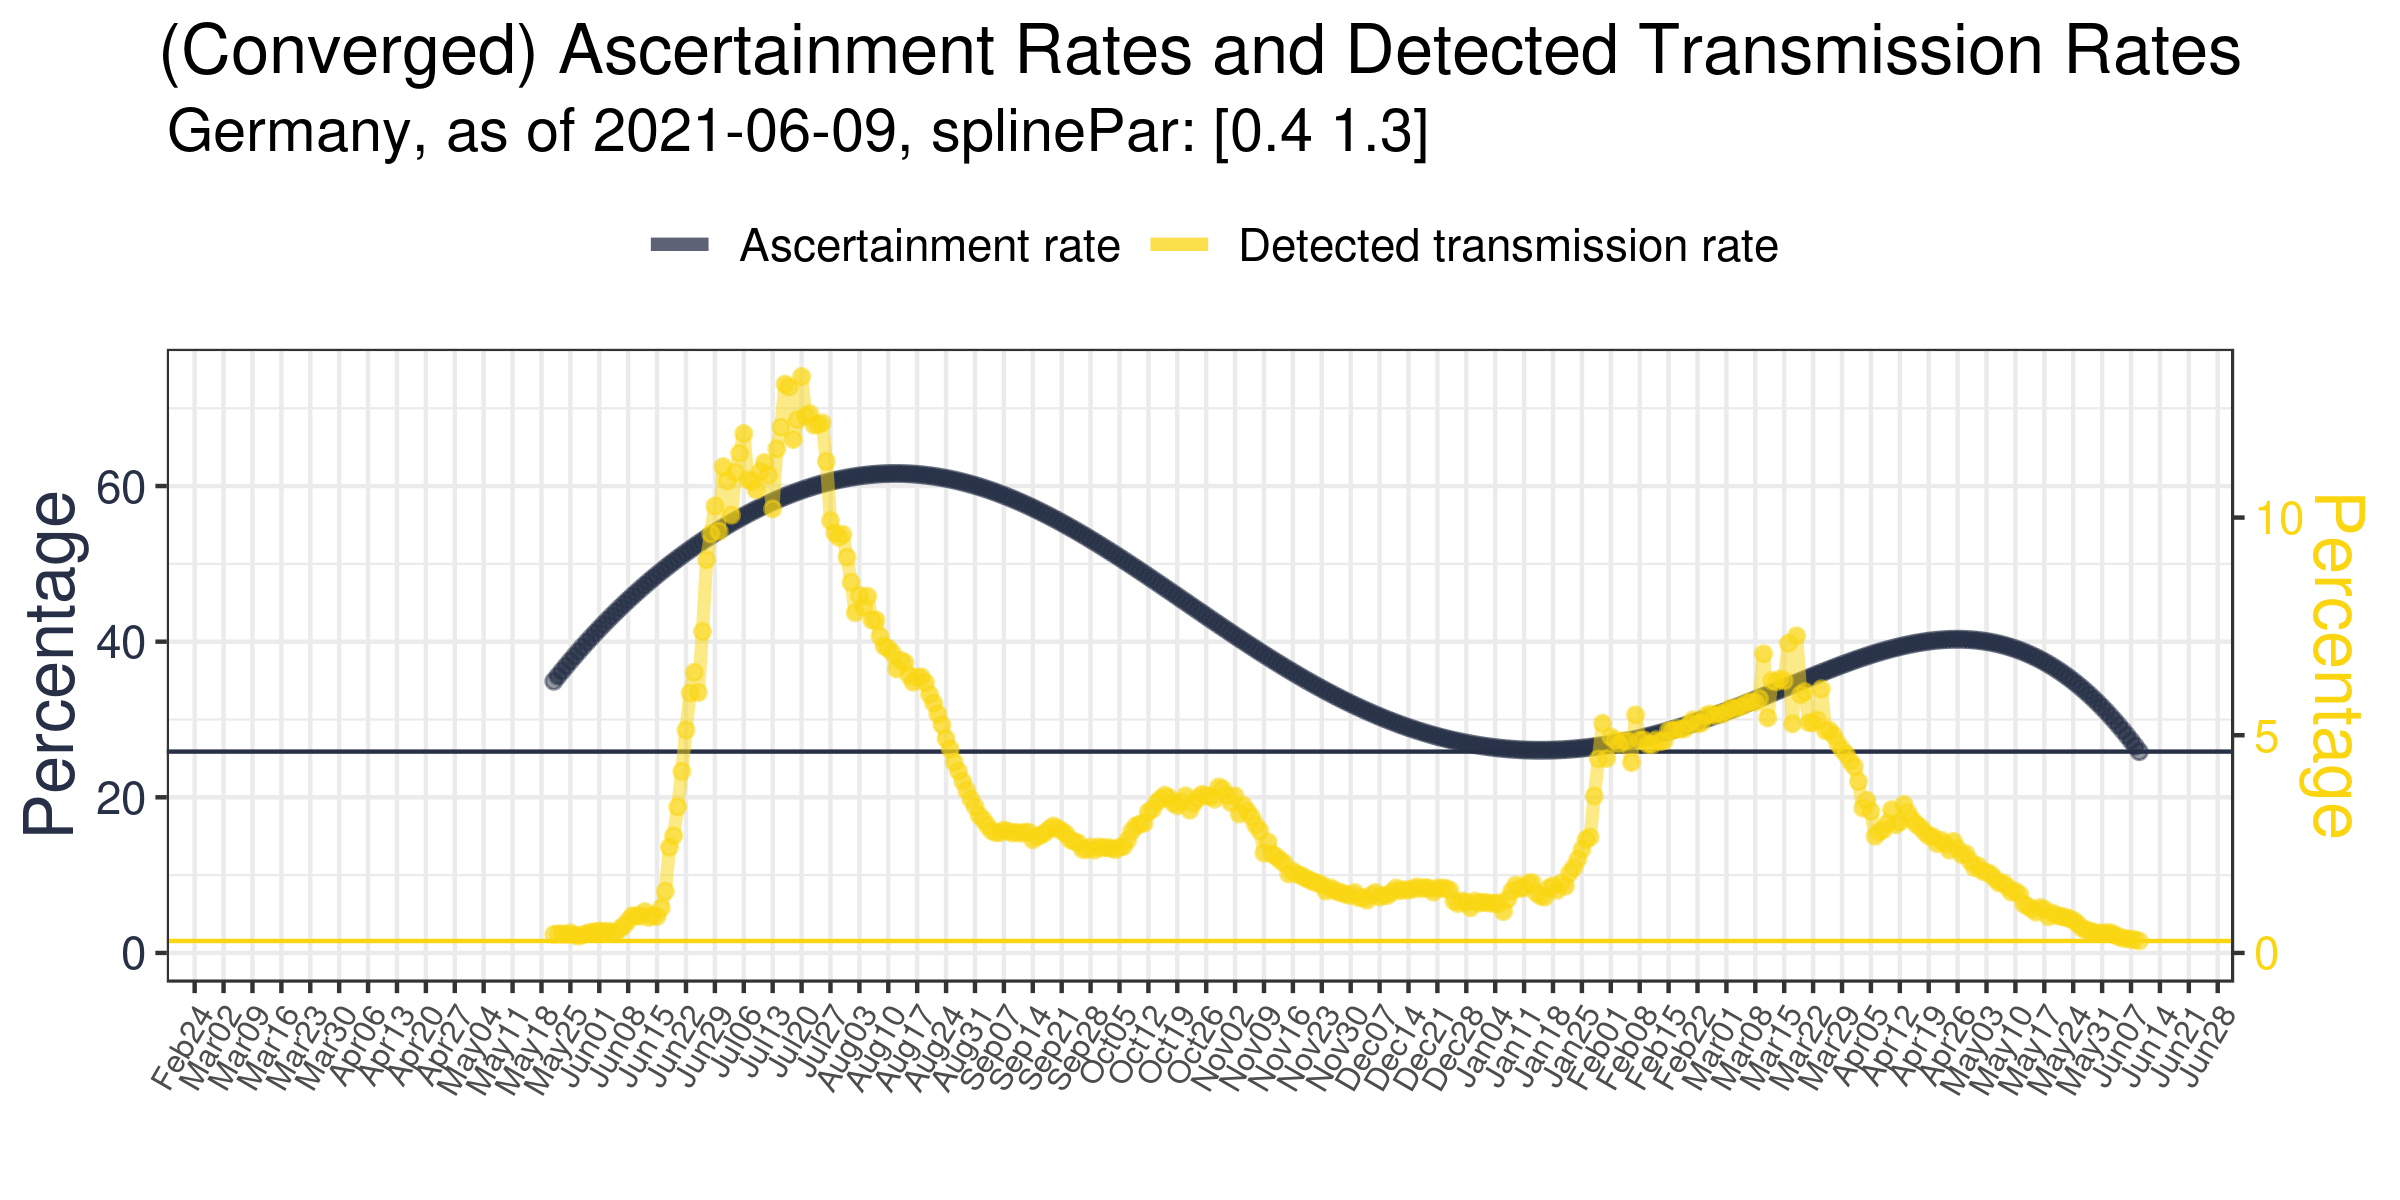 (Converged) Ascertainment Rates and Detected Transmission Rates
Germany, as of 2021-06-09, splinePar: [0.4 1.3]
Ascertainment rate Detected transmission rate
Percentage
60
40
20
0
10
5
0
Percentage
Feb24 Mar02 Mar09 Mar16 Mar23 Mar30 Apr06 Apr13 Apr20 Apr27 May04 May11 May18 May25 Jun01 Jun08 Jun15 Jun22 Jun29 Jul06 Jul13 Jul20 Jul27 Aug03 Aug10 Aug17 Aug24 Aug31 Sep07 Sep14 Sep21 Sep28 Oct05 Oct12 Oct19 Oct26 Nov02 Nov09 Nov16 Nov23 Nov30 Dec07 Dec14 Dec21 Dec28 Jan04 Jan11 Jan18 Jan25 Feb01 Feb08 Feb15 Feb22 Mar01 Mar08 Mar15 Mar22 Mar29 Apr05 Apr12 Apr19 Apr26 May03 May10 May17 May24 May31 Jun07 Jun14 Jun21 Jun28